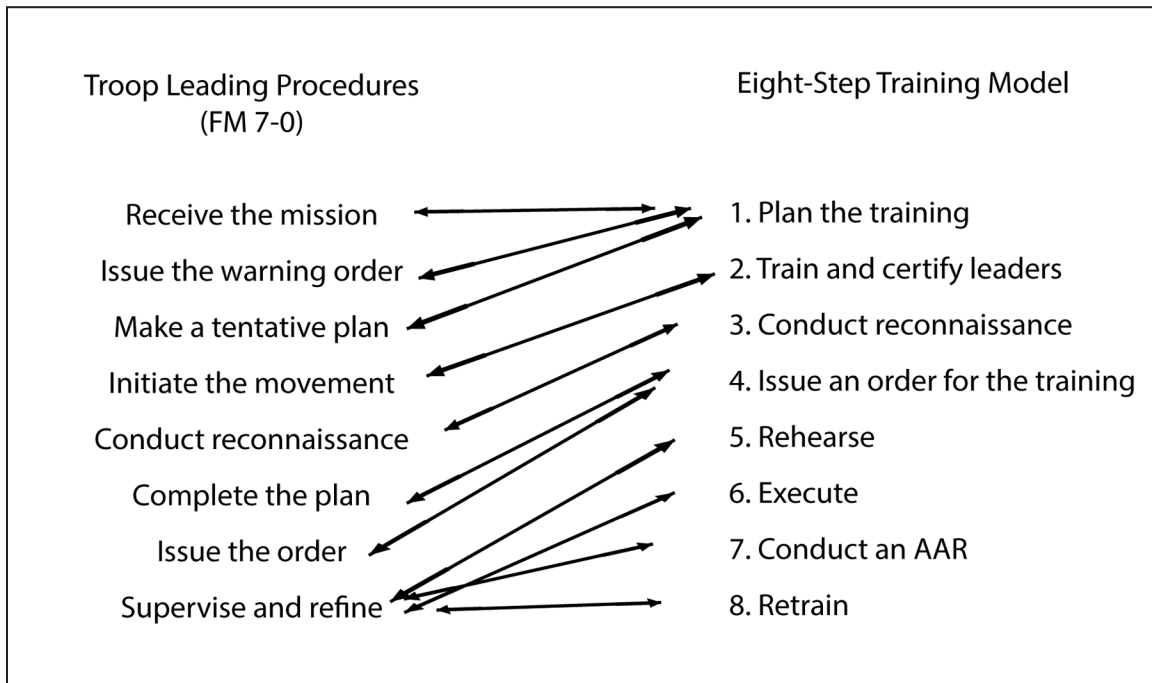 Troop Leading Procedures
(FM 7-0)
Receive the mission
Issue the warning order
Make a tentative plan
Initiate the movement
Conduct reconnaissance
Complete the plan
Issue the order
Supervise and refine
Eight-Step Training Model
1. Plan the training
2. Train and certify leaders
3. Conduct reconnaissance
4. Issue an order for the training
5. Rehearse
6. Execute
7. Conduct an AAR
8. Retrain